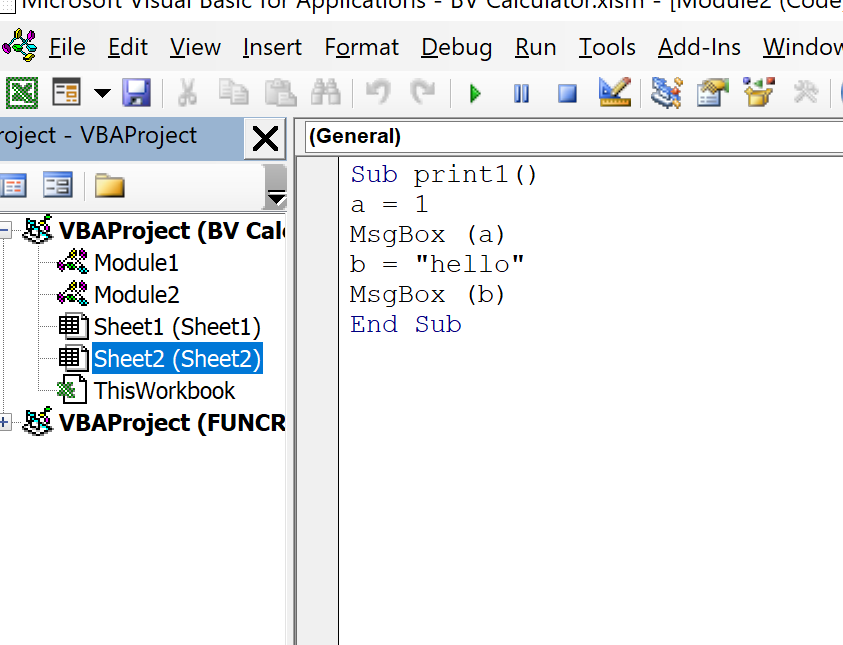 Microsoft Visual Basic for Applications - BV Calculator.xlsm - [Module2 (Code
File Edit View Insert Format Debug Run Tools Add-Ins Window
roject - VBAProject
(General)
VBAProject (BV Cal
Module1
Module2
Sheet1 (Sheet1)
Sheet2 (Sheet2)
ThisWorkbook
VBAProject (FUNCR
Sub print1()
a = 1
MsgBox (a)
b = "hello"
MsgBox (b)
End Sub